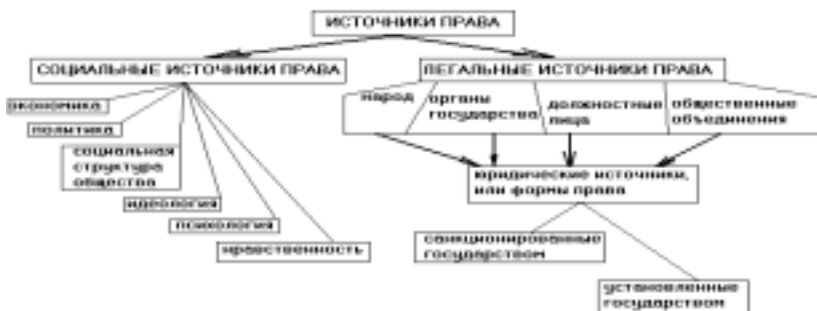 ИСТОЧНИКИ ПРАВА
СОЦИАЛЬНЫЕ ИСТОЧНИКИ ПРАВА
ЛЕГАЛЬНЫЕ ИСТОЧНИКИ ПРАВА
экономика
политика
социальная
структура
общества
идеология
психология
нравственность
народ
органы
государства
должностные
лица
общественные
объединения
юридические источники,
или формы права
санкционированные
государством
установленные
государством